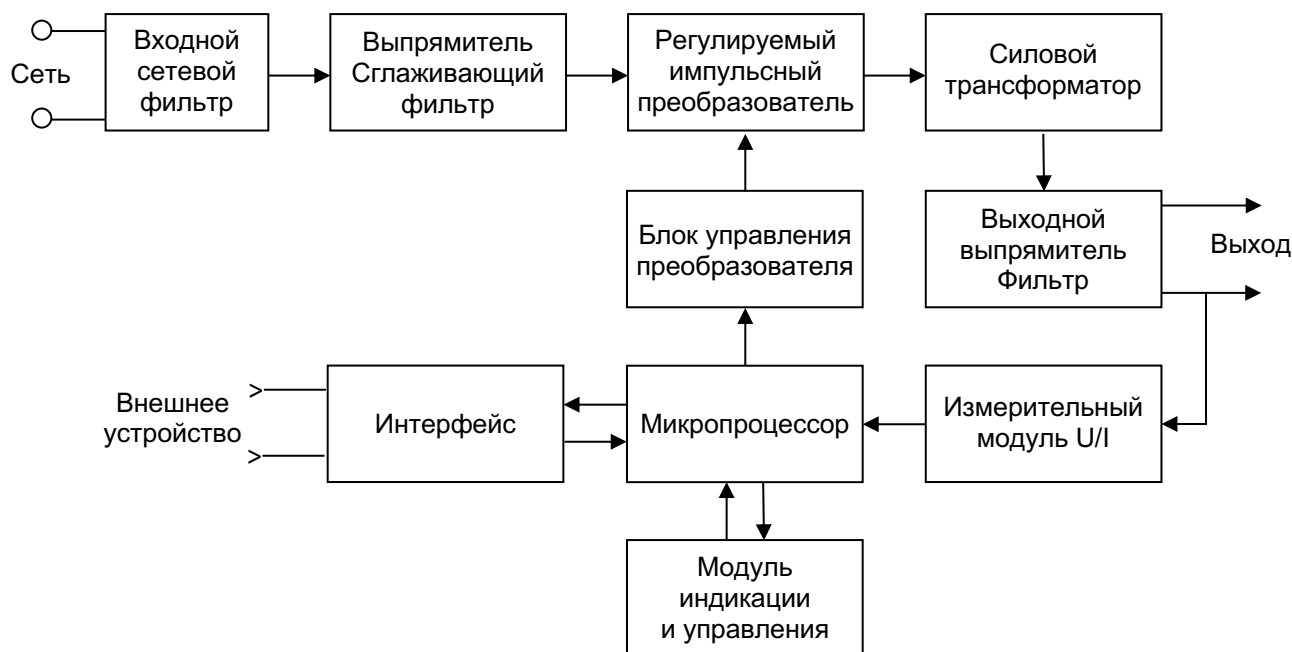 Сеть
Входной
сетевой
фильтр
Выпрямитель
Сглаживающий
фильтр
Регулируемый
импульсный
преобразователь
Силовой
трансформатор
Блок управления
преобразователя
Выходной
выпрямитель
Фильтр
Выход
Внешнее
устройство
Интерфейс
Микропроцессор
Измерительный
модуль U/I
Модуль
индикации
и управления